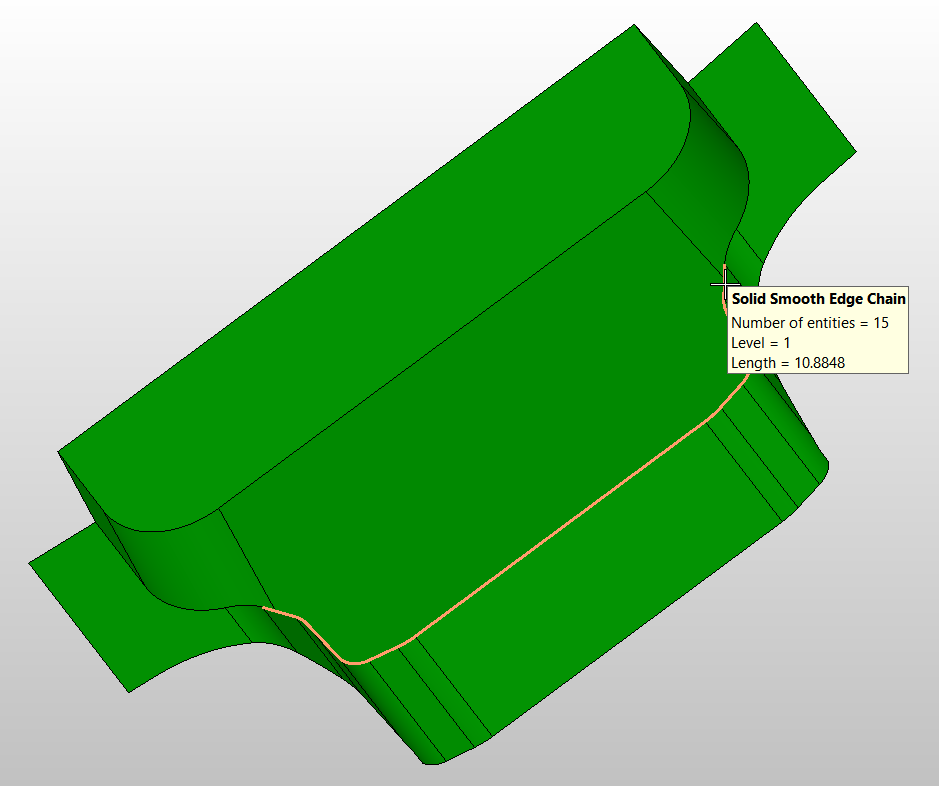 Solid Smooth Edge Chain
Number of entities = 15
Level = 1
Length = 10.8848